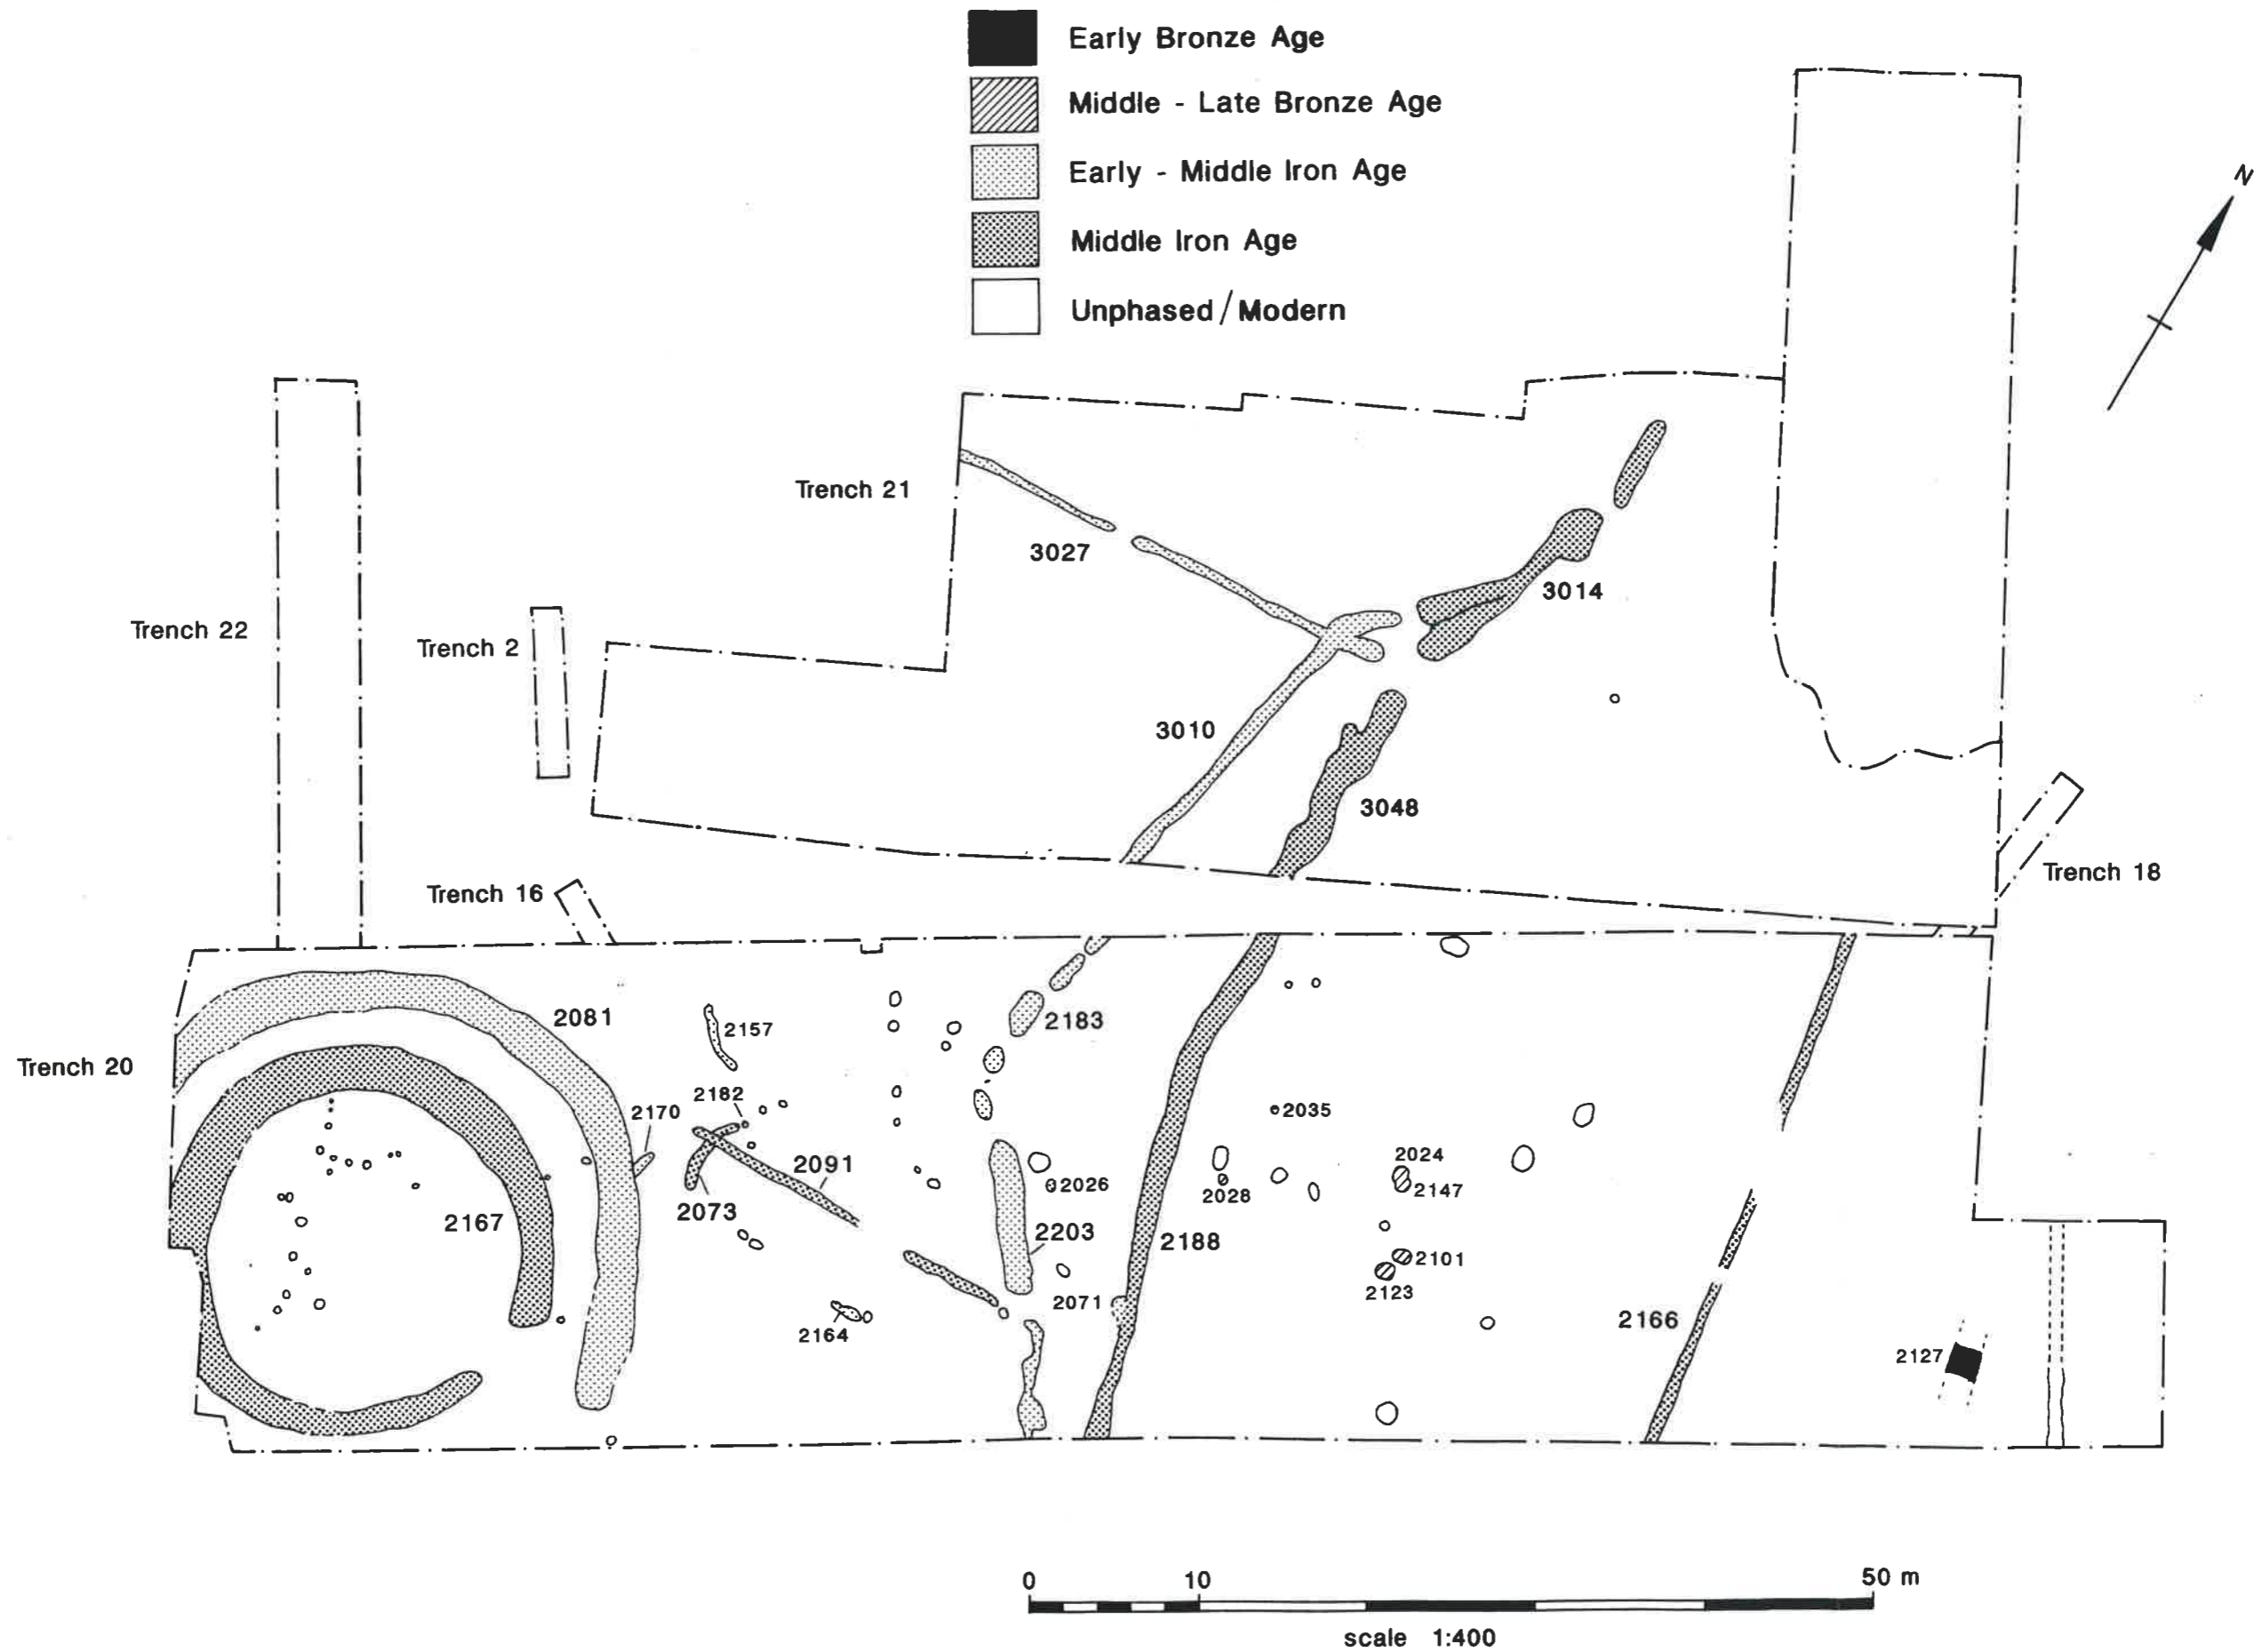 Early Bronze Age
Middle - Late Bronze Age
Early - Middle Iron Age
Middle Iron Age
Unphased / Modern
N
Trench 21
3027
3014
Trench 22
Trench 2
3010
3048
Trench 16
Trench 18
2081
2157
2183
Trench 20
2182
2170
2035
2091
2024
2026
2147
2028
2073
2167
2203
2188
2101
2123
2071
2164
2166
2127
0
10
50 m
scale 1:400